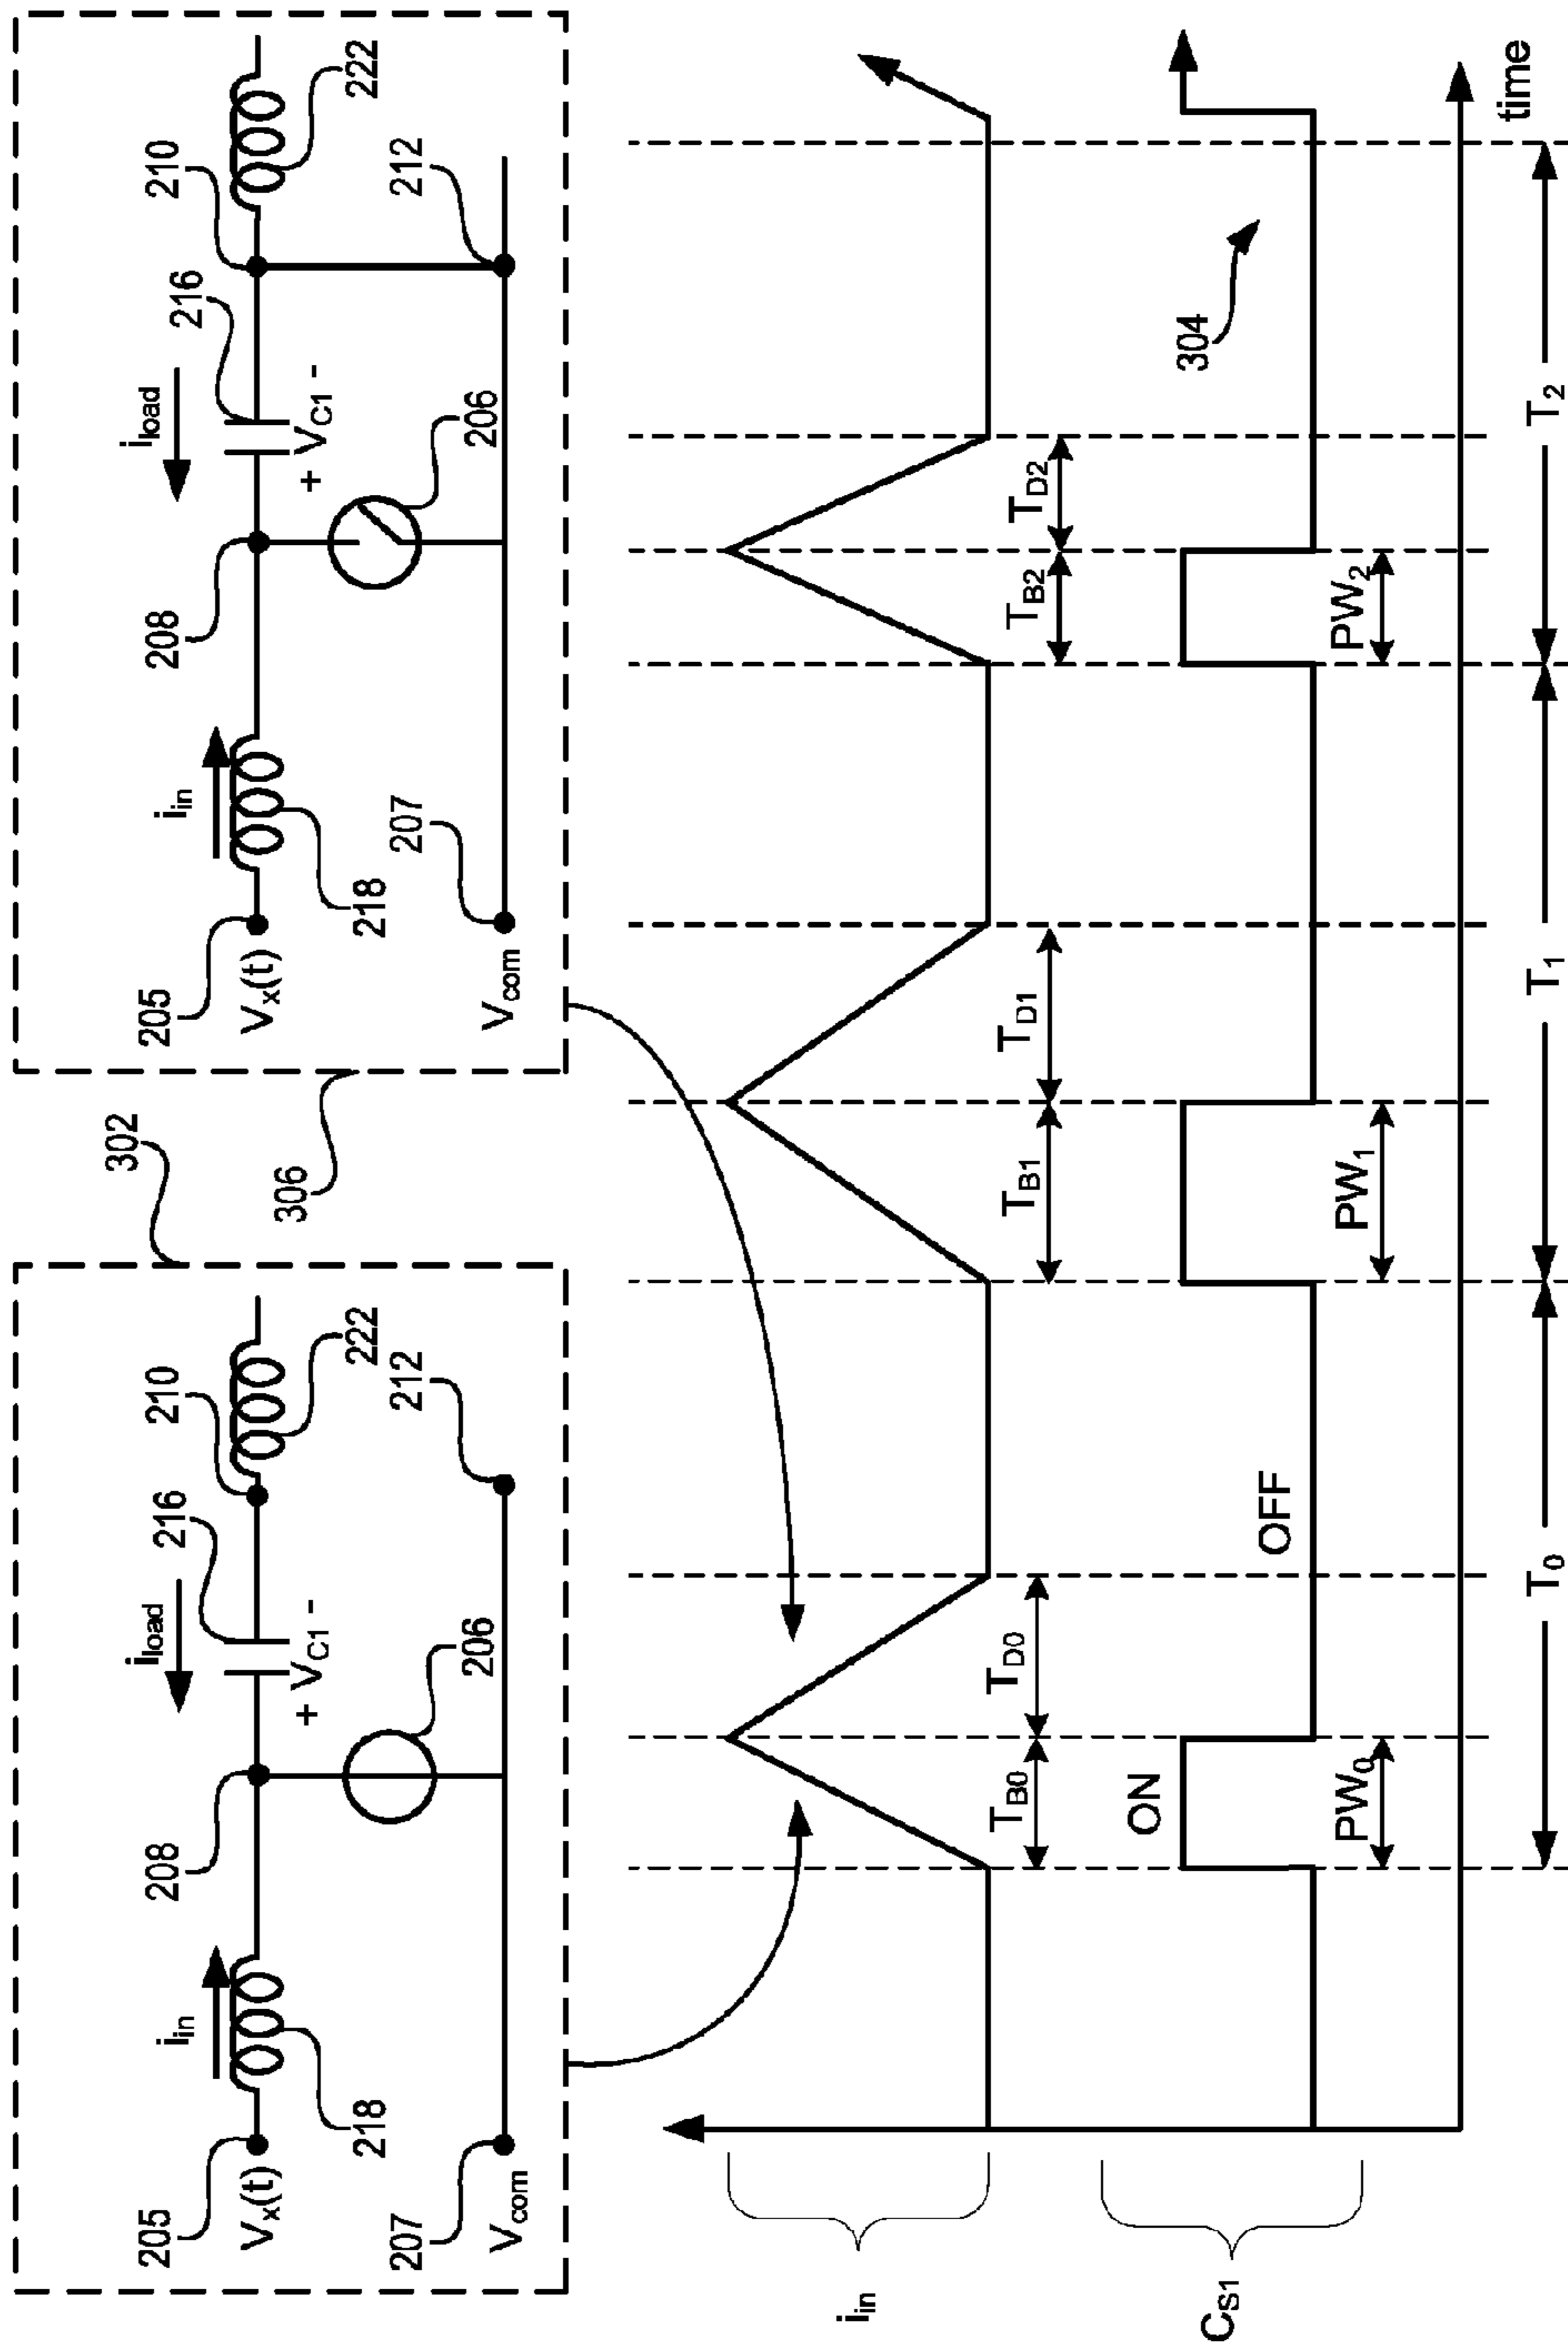 302
205
Vx(t)
218
iin
208
iload
216
210
222
+ VC1 -
206
212
207
Vcom
306
205
Vx(t)
218
iin
208
iload
216
210
222
+ VC1 -
206
212
207
Vcom
iin
TB0
TD0
TB1
TD1
TB2
TD2
CS1
ON
OFF
304
PW0
PW1
PW2
time
T0
T1
T2